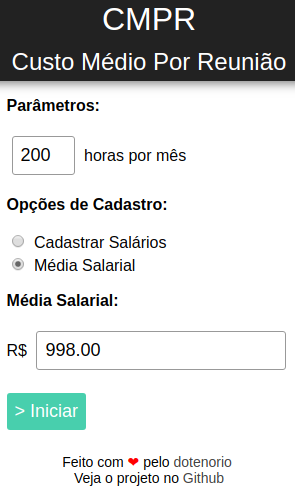 CMPR
Custo Médio Por Reunião
Parâmetros:
200 horas por mês
Opções de Cadastro:
Cadastrar Salários
Média Salarial
Média Salarial:
R$ 998.00
> Iniciar
Feito com ❤ pelo dotenorio
Veja o projeto no Github